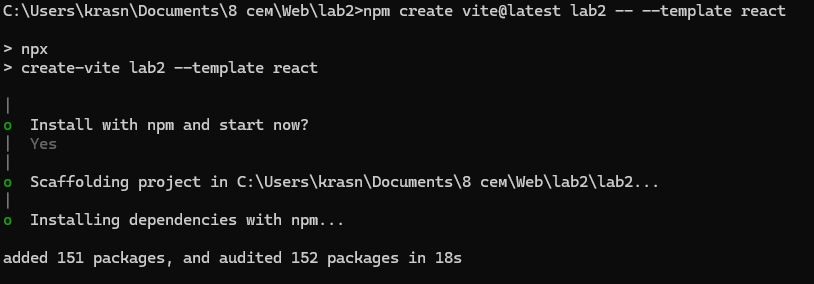 C:\Users\krasn\Documents\8 сем\Web\lab2>npm create vite@latest lab2 -- --template react
> npx
> create-vite lab2 --template react
|
o  Install with npm and start now?
|  Yes
|
o  Scaffolding project in C:\Users\krasn\Documents\8 сем\Web\lab2\lab2...
|
o  Installing dependencies with npm...
added 151 packages, and audited 152 packages in 18s